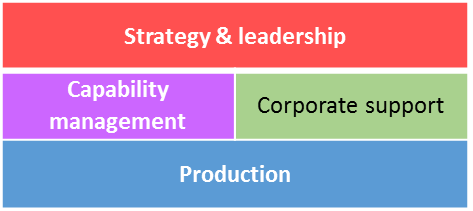 Strategy & leadership
Capability
management
Corporate support
Production